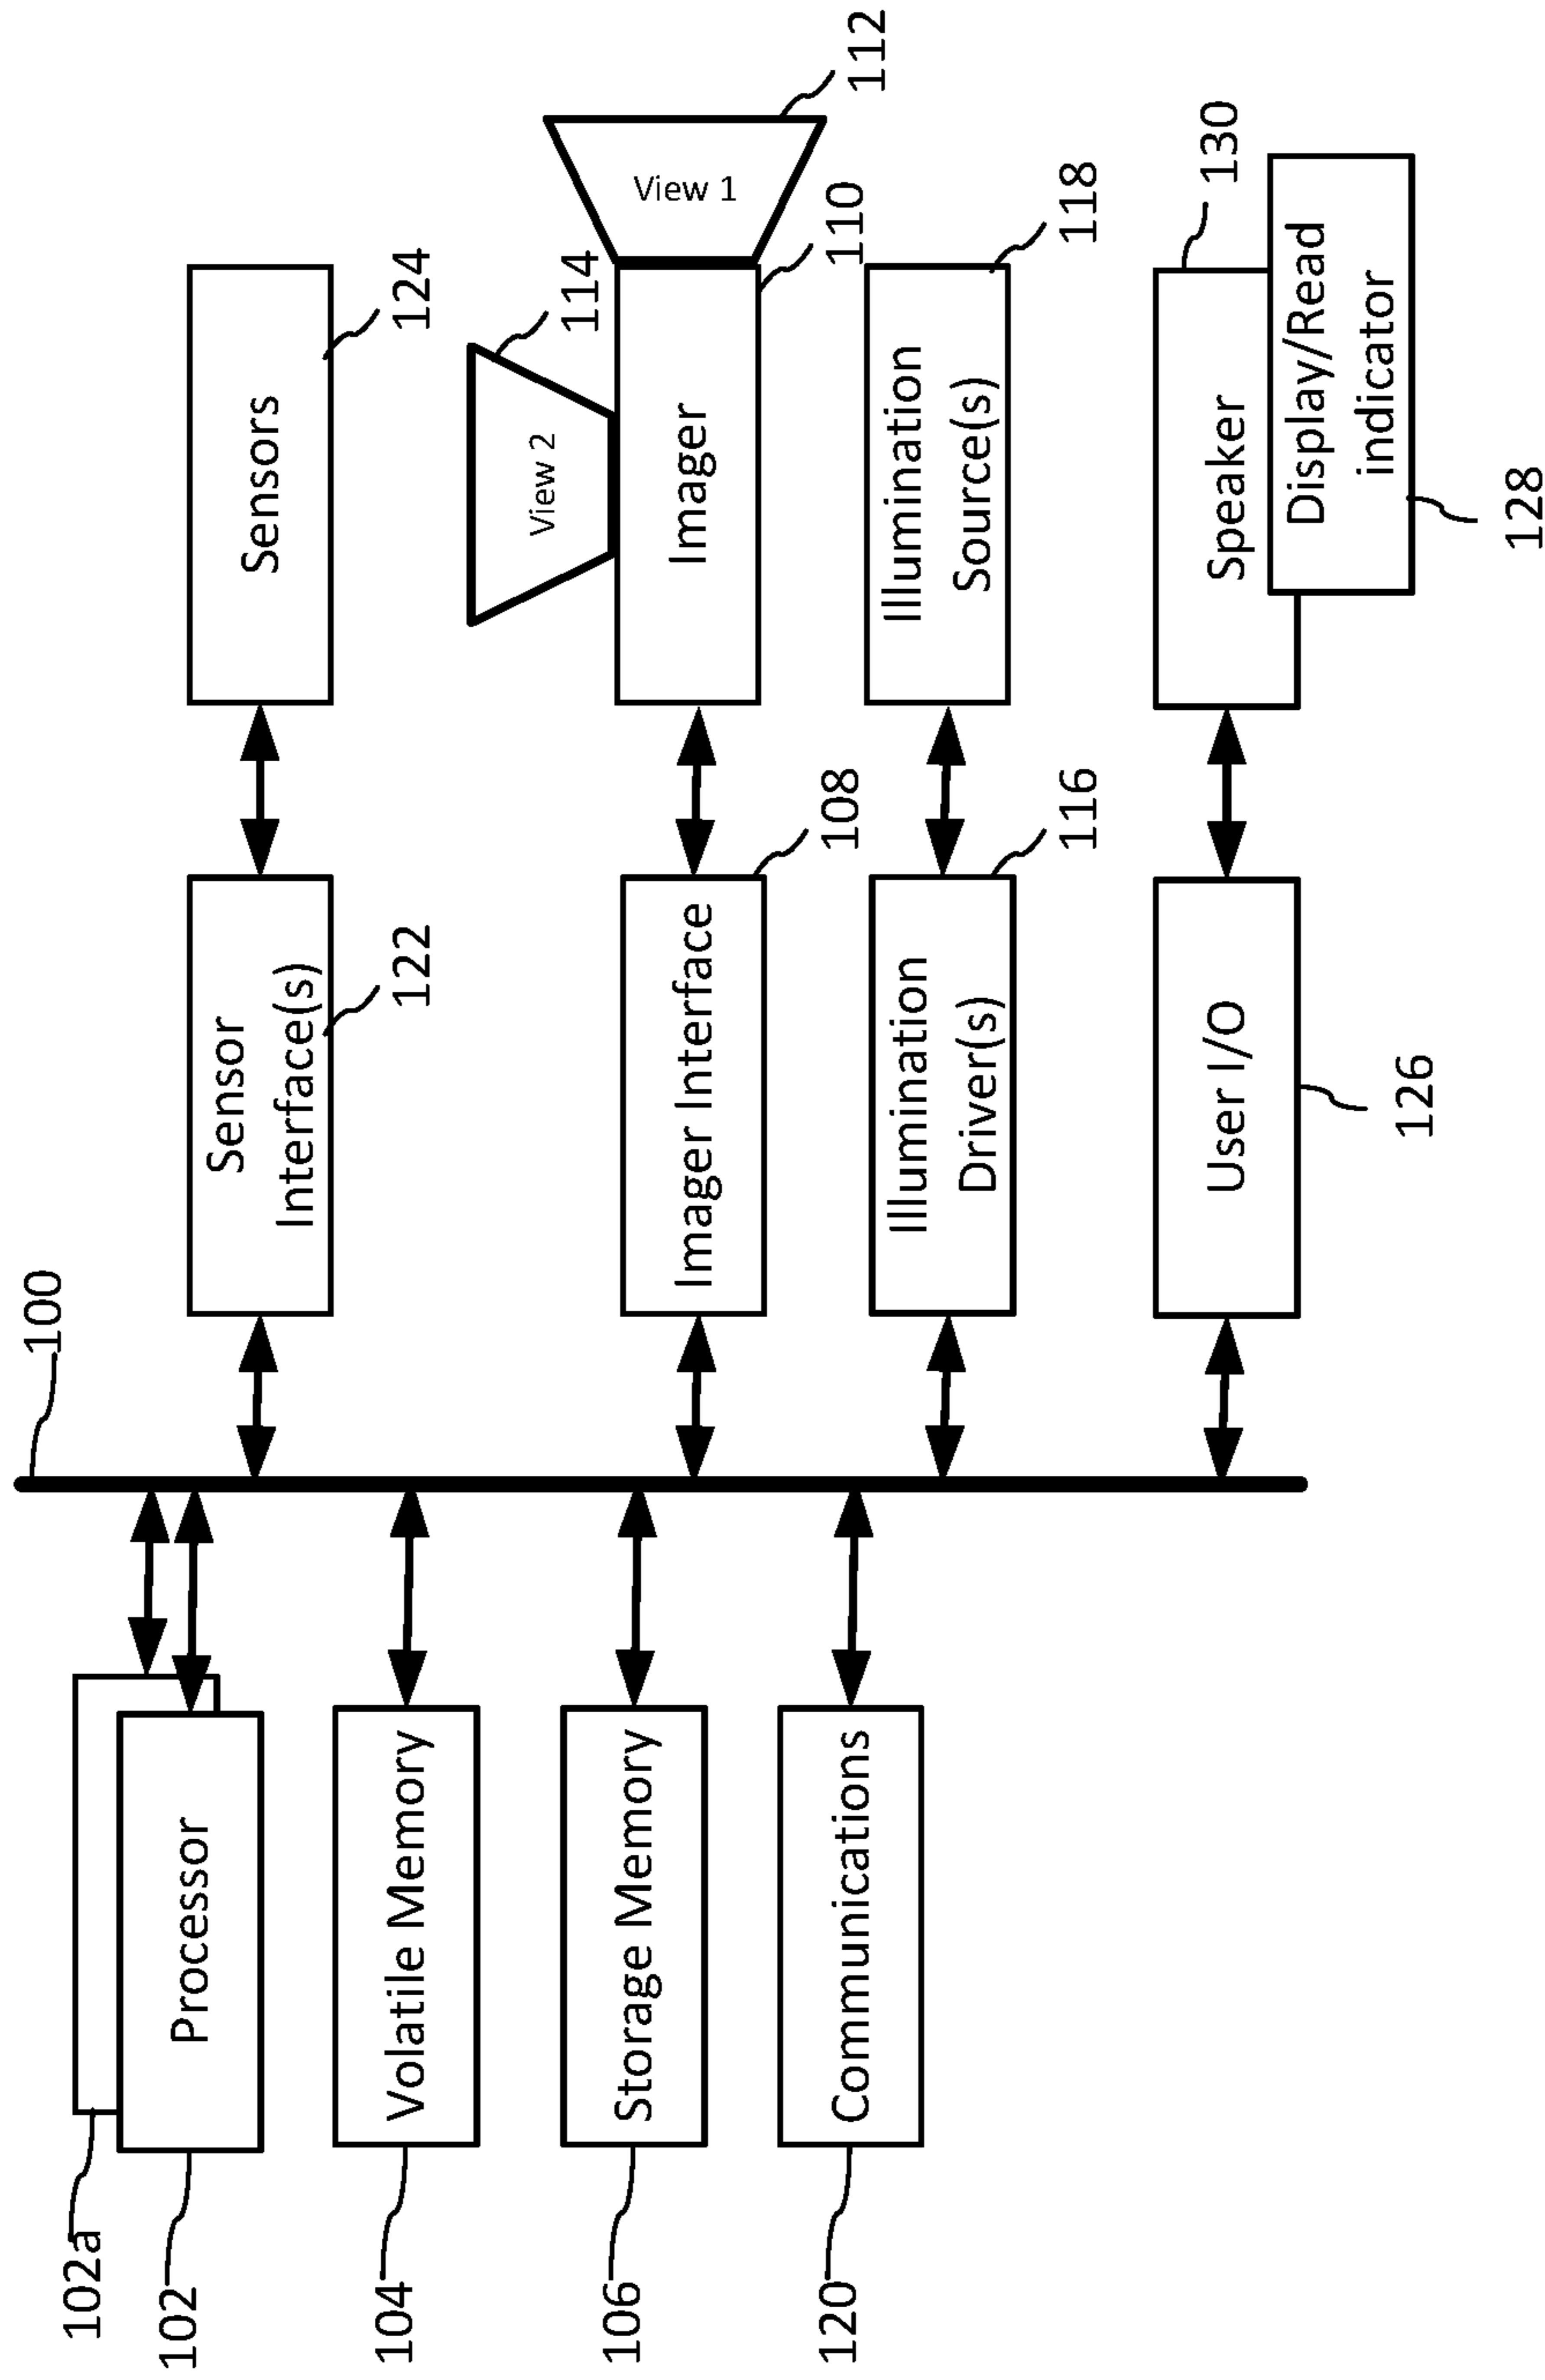 100
102a
102
Processor
104
Volatile Memory
106
Storage Memory
120
Communications
Sensor
Interface(s)
122
Sensors
124
Imager Interface
108
Imager
110
View 1
112
View 2
114
Illumination
Driver(s)
116
Illumination
Source(s)
118
User I/O
126
Speaker
130
Display/Read
indicator
128